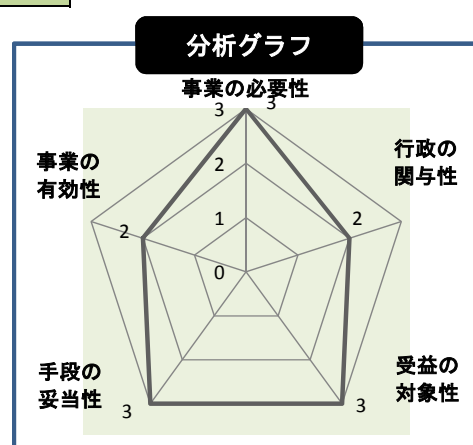 分析グラフ
事業の必要性
3
3
事業の
有効性
行政の
関与性
2
2
2
1
0
手段の
妥当性
受益の
対象性
3
3